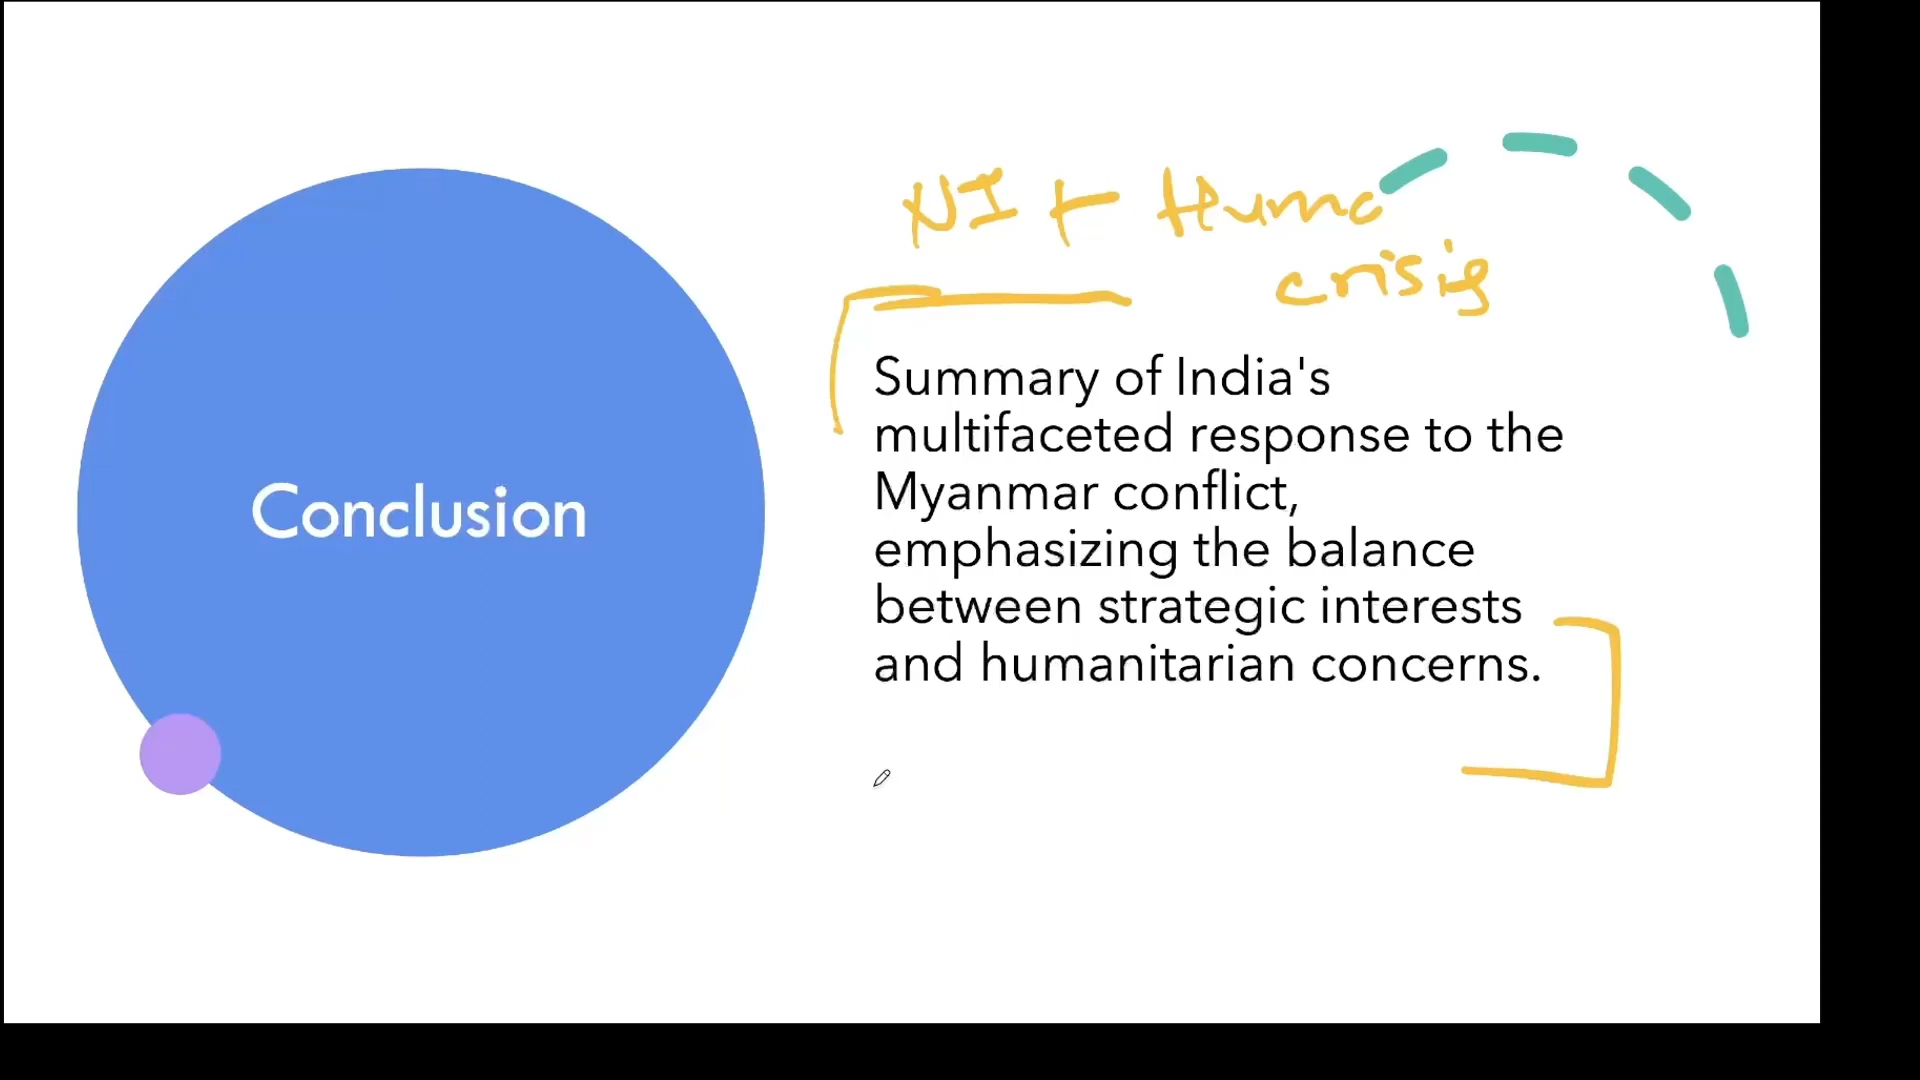 Conclusion
NI + Huma
crisis
Summary of India's
multifaceted response to the
Myanmar conflict,
emphasizing the balance
between strategic interests
and humanitarian concerns.